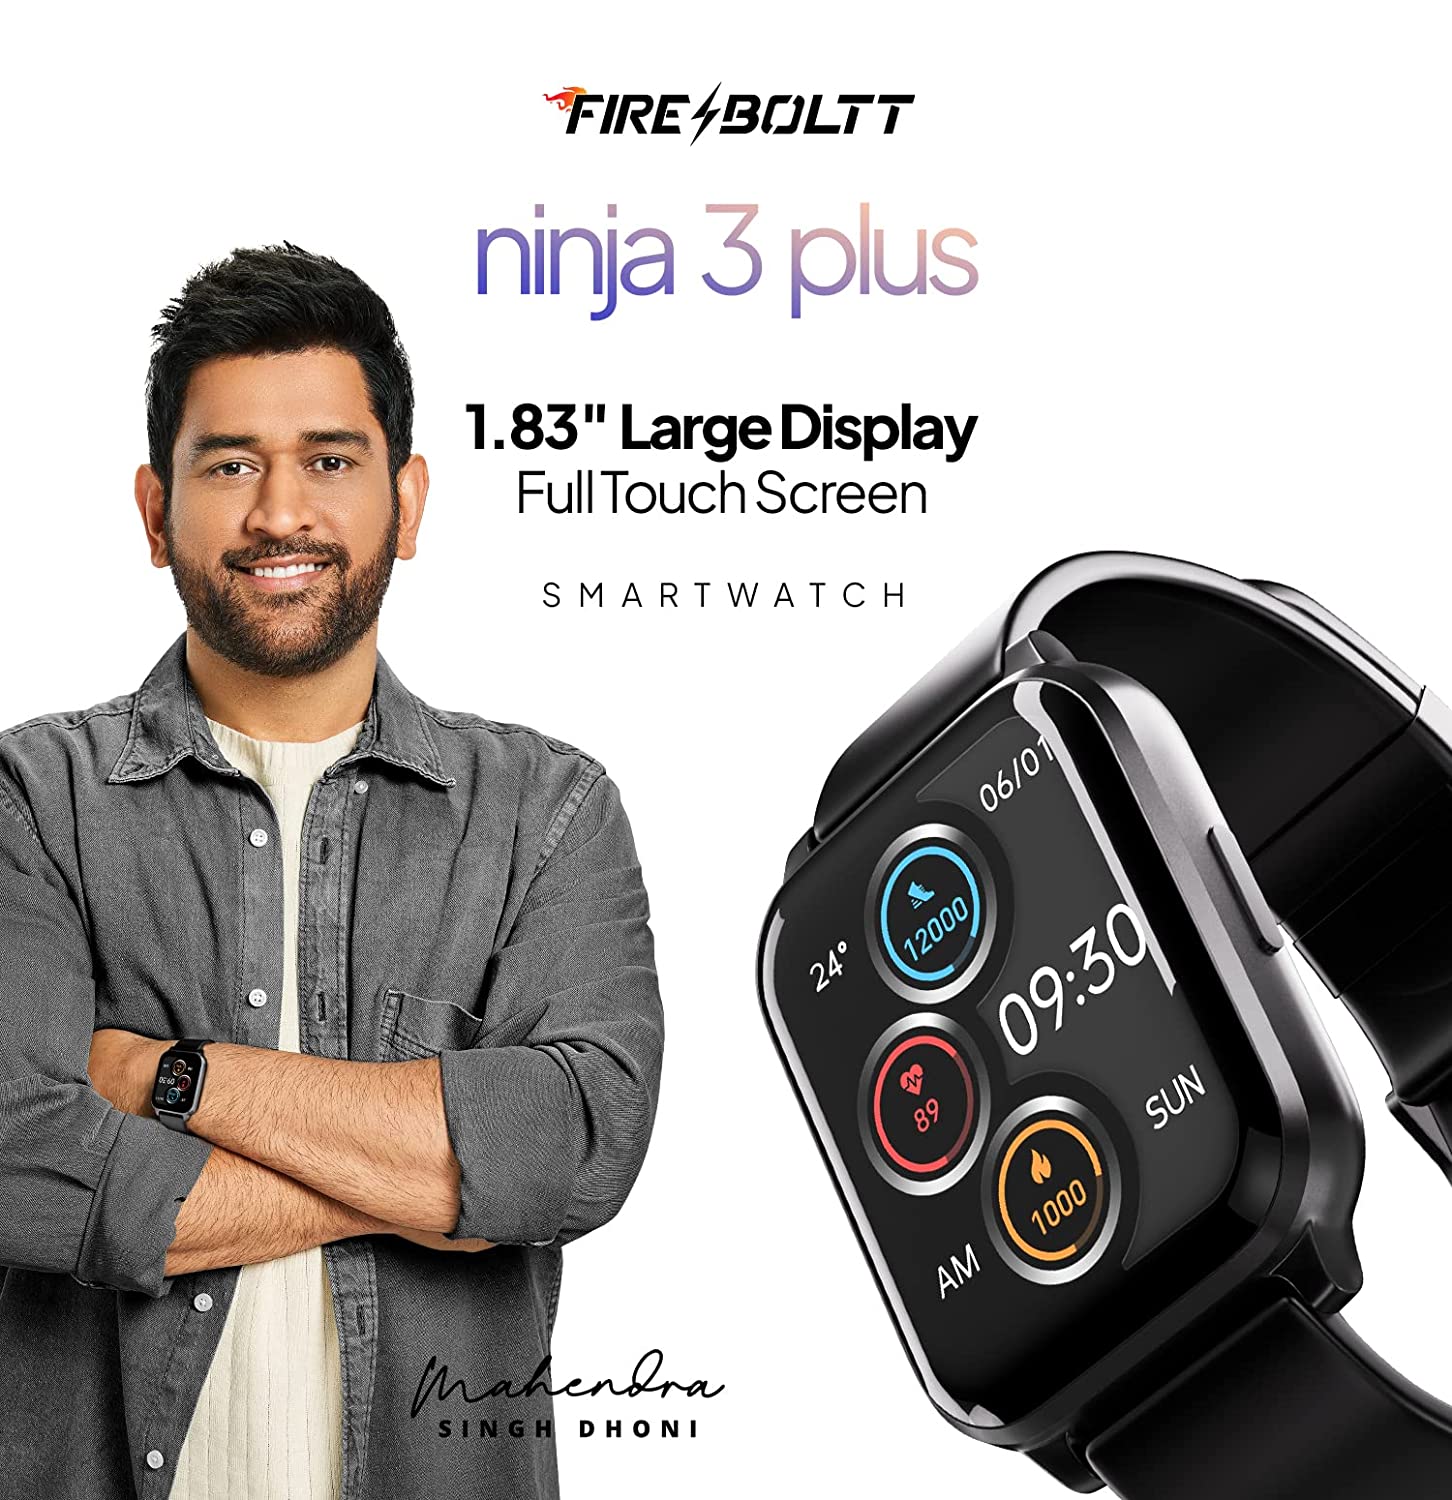 FIRE BOLTT
ninja 3 plus
1.83" Large Display
Full Touch Screen
SMARTWATCH
06/01
12000
24°
09:30
89
SUN
1000
AM
Mahendra
SINGH DHONI